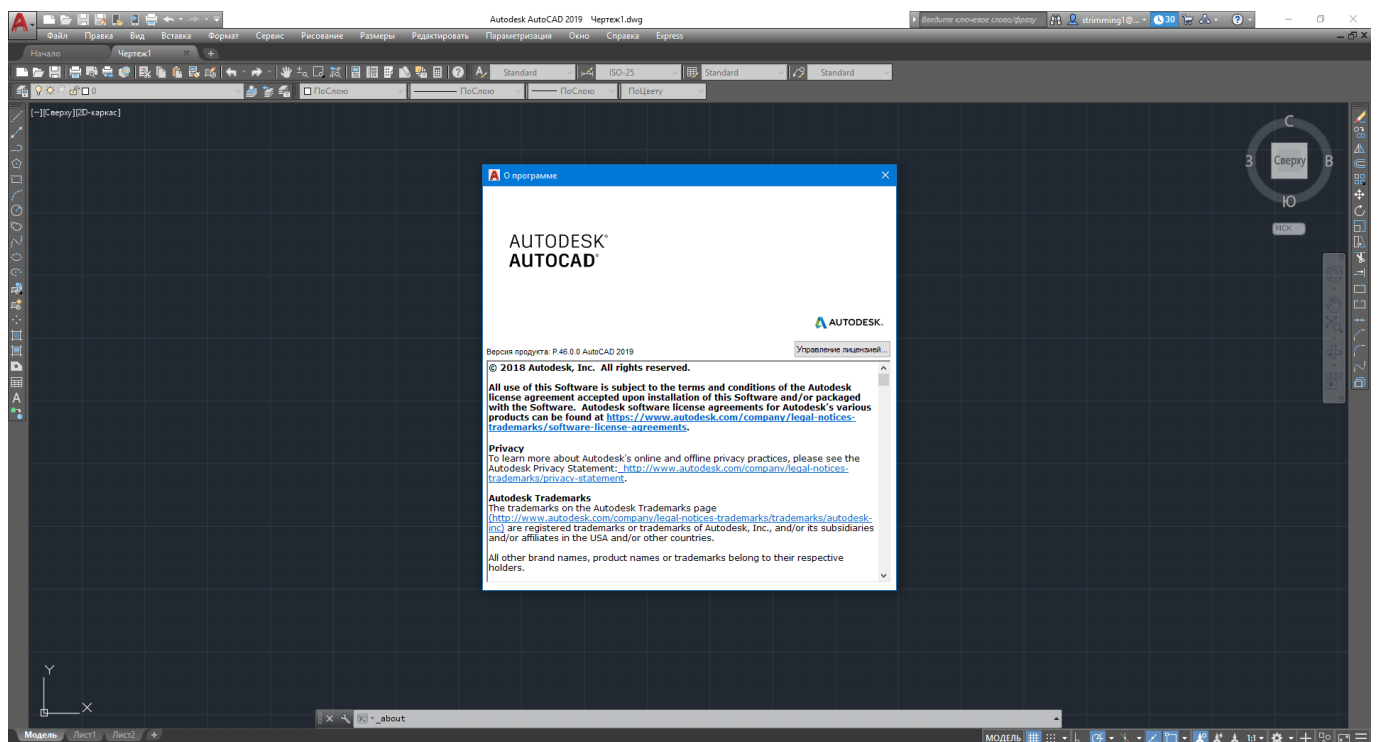 Autodesk AutoCAD 2019 Чертеж1.dwg
Введите ключевое слово/фразу
strimming1@...
30
Файл Правка Вид Вставка Формат Сервис Рисование Размеры Редактировать Параметризация Окно Справка Express
Начало Чертеж1
Standard ISO-25 Standard Standard
0 ПоСлою ПоСлою ПоСлою ПоЦвету
[−][Сверху][2D-каркас]
С
З Сверху В
Ю
МСК
О программе
AUTODESK®
AUTOCAD®
AUTODESK.
Версия продукта: P.46.0.0 AutoCAD 2019
Управление лицензией...
© 2018 Autodesk, Inc. All rights reserved.
All use of this Software is subject to the terms and conditions of the Autodesk
license agreement accepted upon installation of this Software and/or packaged
with the Software. Autodesk software license agreements for Autodesk's various
products can be found at https://www.autodesk.com/company/legal-notices-
trademarks/software-license-agreements.
Privacy
To learn more about Autodesk's online and offline privacy practices, please see the
Autodesk Privacy Statement: http://www.autodesk.com/company/legal-notices-
trademarks/privacy-statement.
Autodesk Trademarks
The trademarks on the Autodesk Trademarks page
(http://www.autodesk.com/company/legal-notices-trademarks/trademarks/autodesk-
inc) are registered trademarks or trademarks of Autodesk, Inc., and/or its subsidiaries
and/or affiliates in the USA and/or other countries.
All other brand names, product names or trademarks belong to their respective
holders.
Y
X
_about
Модель Лист1 Лист2 +
МОДЕЛЬ
1:1